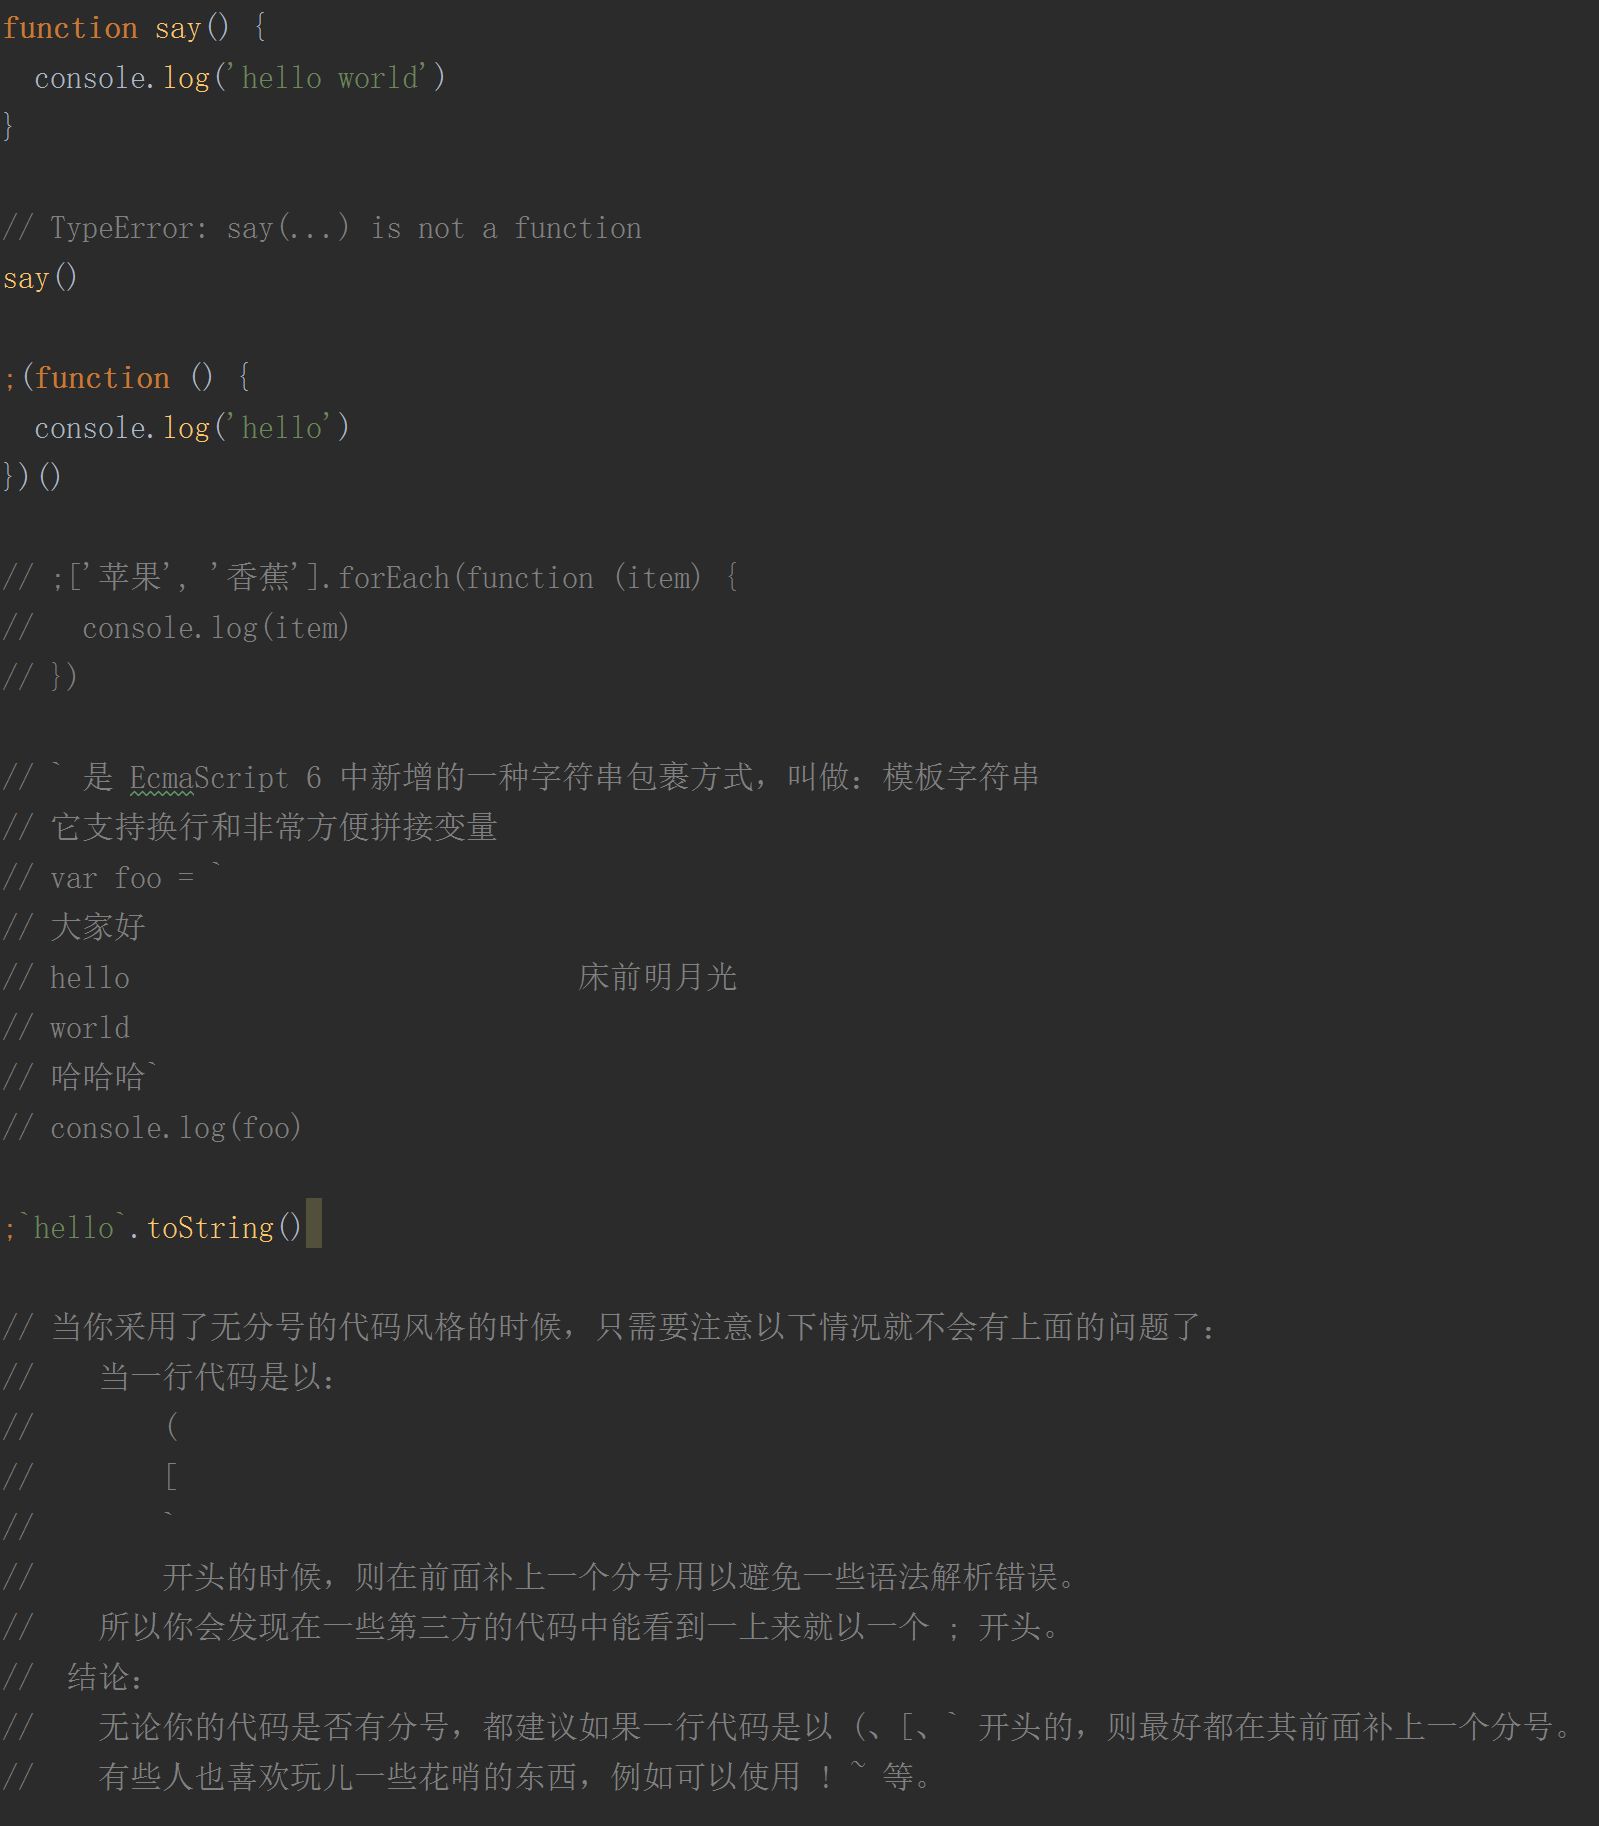 function say() {
  console.log('hello world')
}
// TypeError: say(...) is not a function
say()
;(function () {
  console.log('hello')
})()
// ;['苹果', '香蕉'].forEach(function (item) {
//   console.log(item)
// })
// ` 是 EcmaScript 6 中新增的一种字符串包裹方式，叫做：模板字符串
// 它支持换行和非常方便拼接变量
// var foo = `
// 大家好
// hello                            床前明月光
// world
// 哈哈哈`
// console.log(foo)
;`hello`.toString()
// 当你采用了无分号的代码风格的时候，只需要注意以下情况就不会有上面的问题了：
//    当一行代码是以：
//        (
//        [
//        `
//        开头的时候，则在前面补上一个分号用以避免一些语法解析错误。
//    所以你会发现在一些第三方的代码中能看到一上来就以一个 ; 开头。
//  结论：
//    无论你的代码是否有分号，都建议如果一行代码是以 (、[、` 开头的，则最好都在其前面补上一个分号。
//    有些人也喜欢玩儿一些花哨的东西，例如可以使用 ! ~ 等。